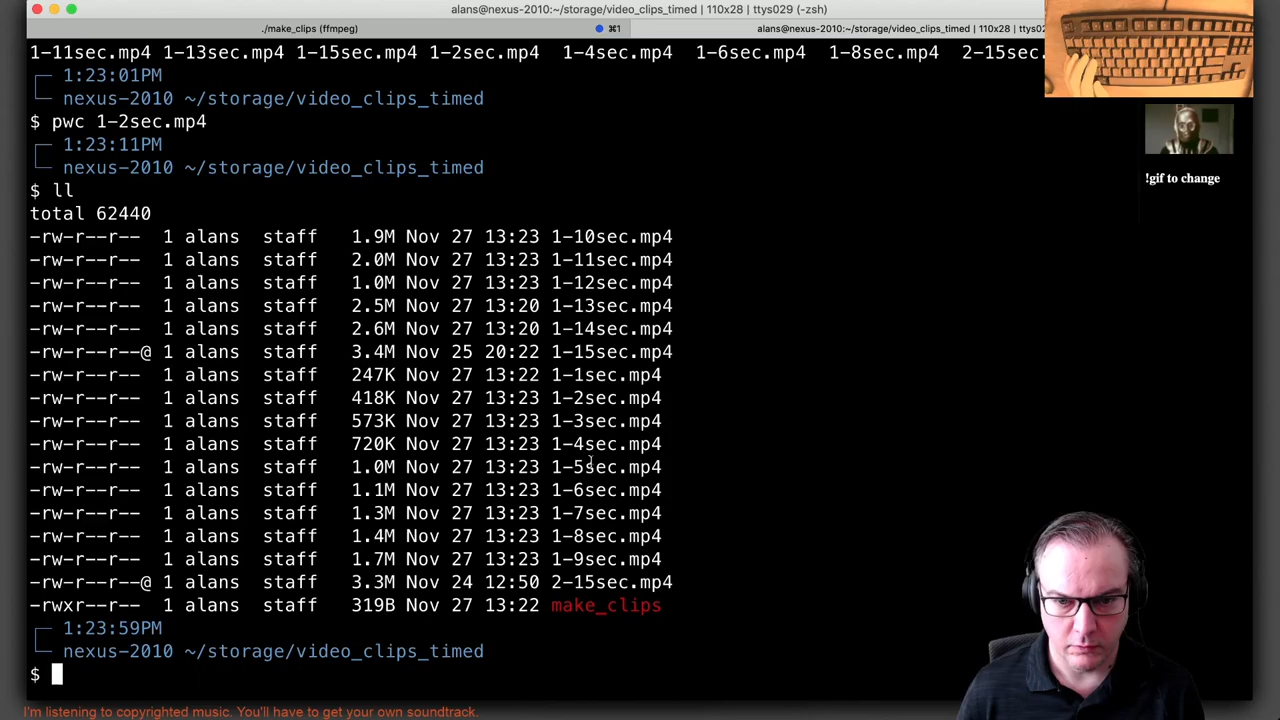 alans@nexus-2010:~/storage/video_clips_timed | 110x28 | ttys029 (-zsh)
./make_clips (ffmpeg) ⌘1 alans@nexus-2010:~/storage/video_clips_timed | 110x28 | ttys02
1-11sec.mp4 1-13sec.mp4 1-15sec.mp4 1-2sec.mp4 1-4sec.mp4 1-6sec.mp4 1-8sec.mp4 2-15sec.
1:23:01PM
nexus-2010 ~/storage/video_clips_timed
$ pwc 1-2sec.mp4
1:23:11PM
nexus-2010 ~/storage/video_clips_timed
!gif to change
$ ll
total 62440
-rw-r--r-- 1 alans staff 1.9M Nov 27 13:23 1-10sec.mp4
-rw-r--r-- 1 alans staff 2.0M Nov 27 13:23 1-11sec.mp4
-rw-r--r-- 1 alans staff 1.0M Nov 27 13:23 1-12sec.mp4
-rw-r--r-- 1 alans staff 2.5M Nov 27 13:20 1-13sec.mp4
-rw-r--r-- 1 alans staff 2.6M Nov 27 13:20 1-14sec.mp4
-rw-r--r--@ 1 alans staff 3.4M Nov 25 20:22 1-15sec.mp4
-rw-r--r-- 1 alans staff 247K Nov 27 13:22 1-1sec.mp4
-rw-r--r-- 1 alans staff 418K Nov 27 13:23 1-2sec.mp4
-rw-r--r-- 1 alans staff 573K Nov 27 13:23 1-3sec.mp4
-rw-r--r-- 1 alans staff 720K Nov 27 13:23 1-4sec.mp4
-rw-r--r-- 1 alans staff 1.0M Nov 27 13:23 1-5sec.mp4
-rw-r--r-- 1 alans staff 1.1M Nov 27 13:23 1-6sec.mp4
-rw-r--r-- 1 alans staff 1.3M Nov 27 13:23 1-7sec.mp4
-rw-r--r-- 1 alans staff 1.4M Nov 27 13:23 1-8sec.mp4
-rw-r--r-- 1 alans staff 1.7M Nov 27 13:23 1-9sec.mp4
-rw-r--r--@ 1 alans staff 3.3M Nov 24 12:50 2-15sec.mp4
-rwxr--r-- 1 alans staff 319B Nov 27 13:22 make_clips
1:23:59PM
nexus-2010 ~/storage/video_clips_timed
$
I'm listening to copyrighted music. You'll have to get your own soundtrack.